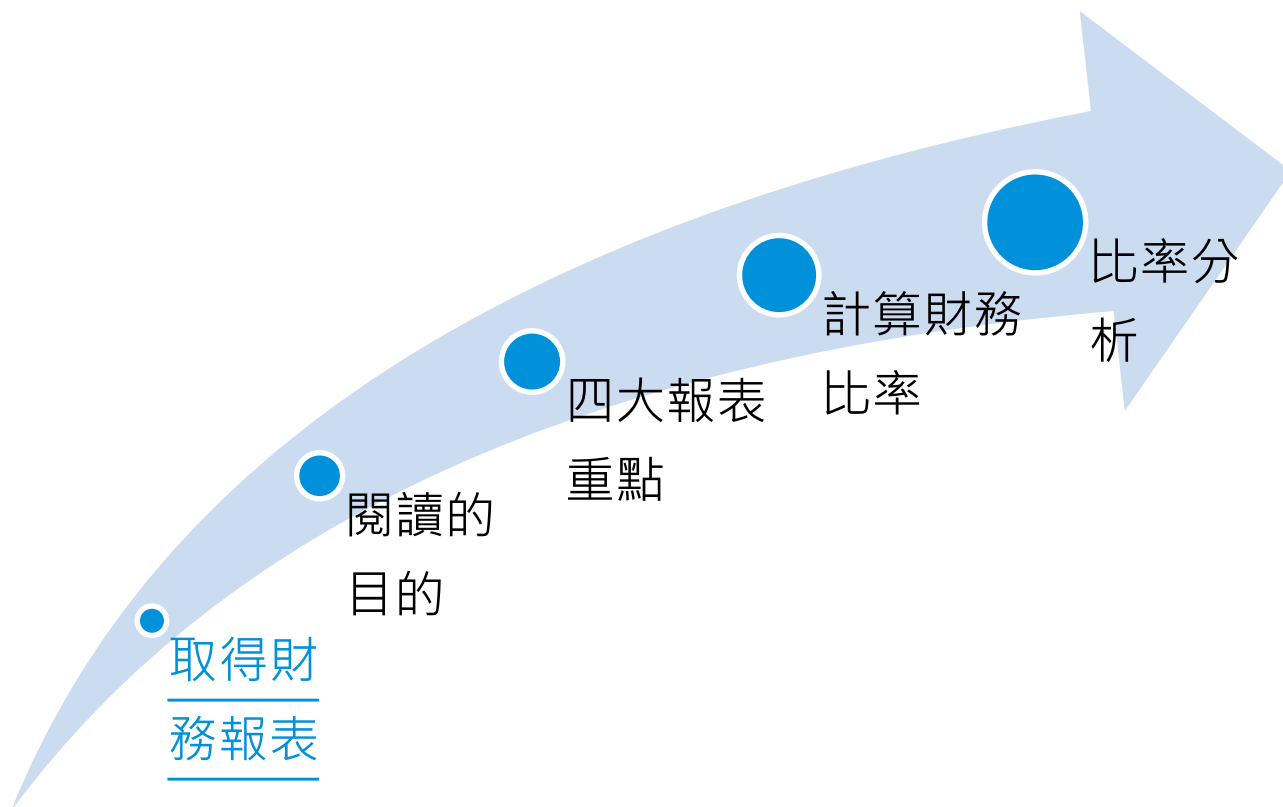 取得財
務報表
閱讀的
目的
四大報表
重點
計算財務
比率
比率分
析